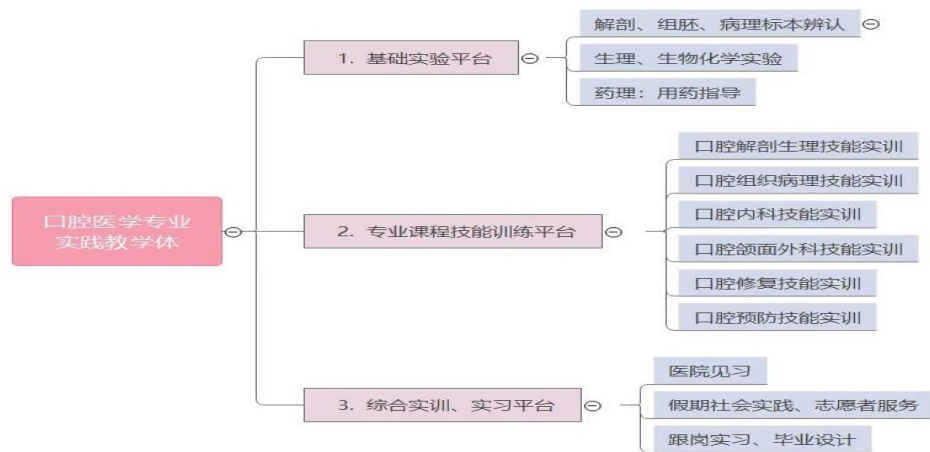 口腔医学专业
实践教学体
1. 基础实验平台
解剖、组胚、病理标本辨认
生理、生物化学实验
药理：用药指导
2. 专业课程技能训练平台
口腔解剖生理技能实训
口腔组织病理技能实训
口腔内科技能实训
口腔颌面外科技能实训
口腔修复技能实训
口腔预防技能实训
3. 综合实训、实习平台
医院见习
假期社会实践、志愿者服务
跟岗实习、毕业设计